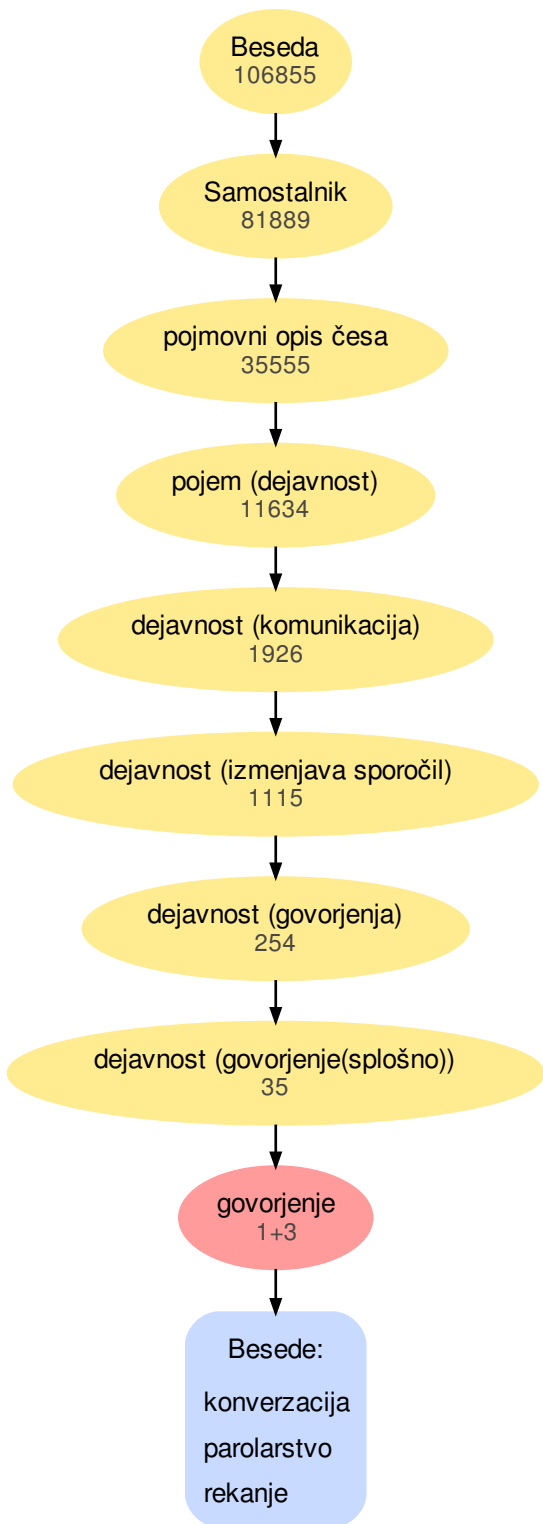 Beseda
106855
Samostalnik
81889
pojmovni opis česa
35555
pojem (dejavnost)
11634
dejavnost (komunikacija)
1926
dejavnost (izmenjava sporočil)
1115
dejavnost (govorjenja)
254
dejavnost (govorjenje(splošno))
35
govorjenje
1+3
Besede:
konverzacija
parolarstvo
rekanje